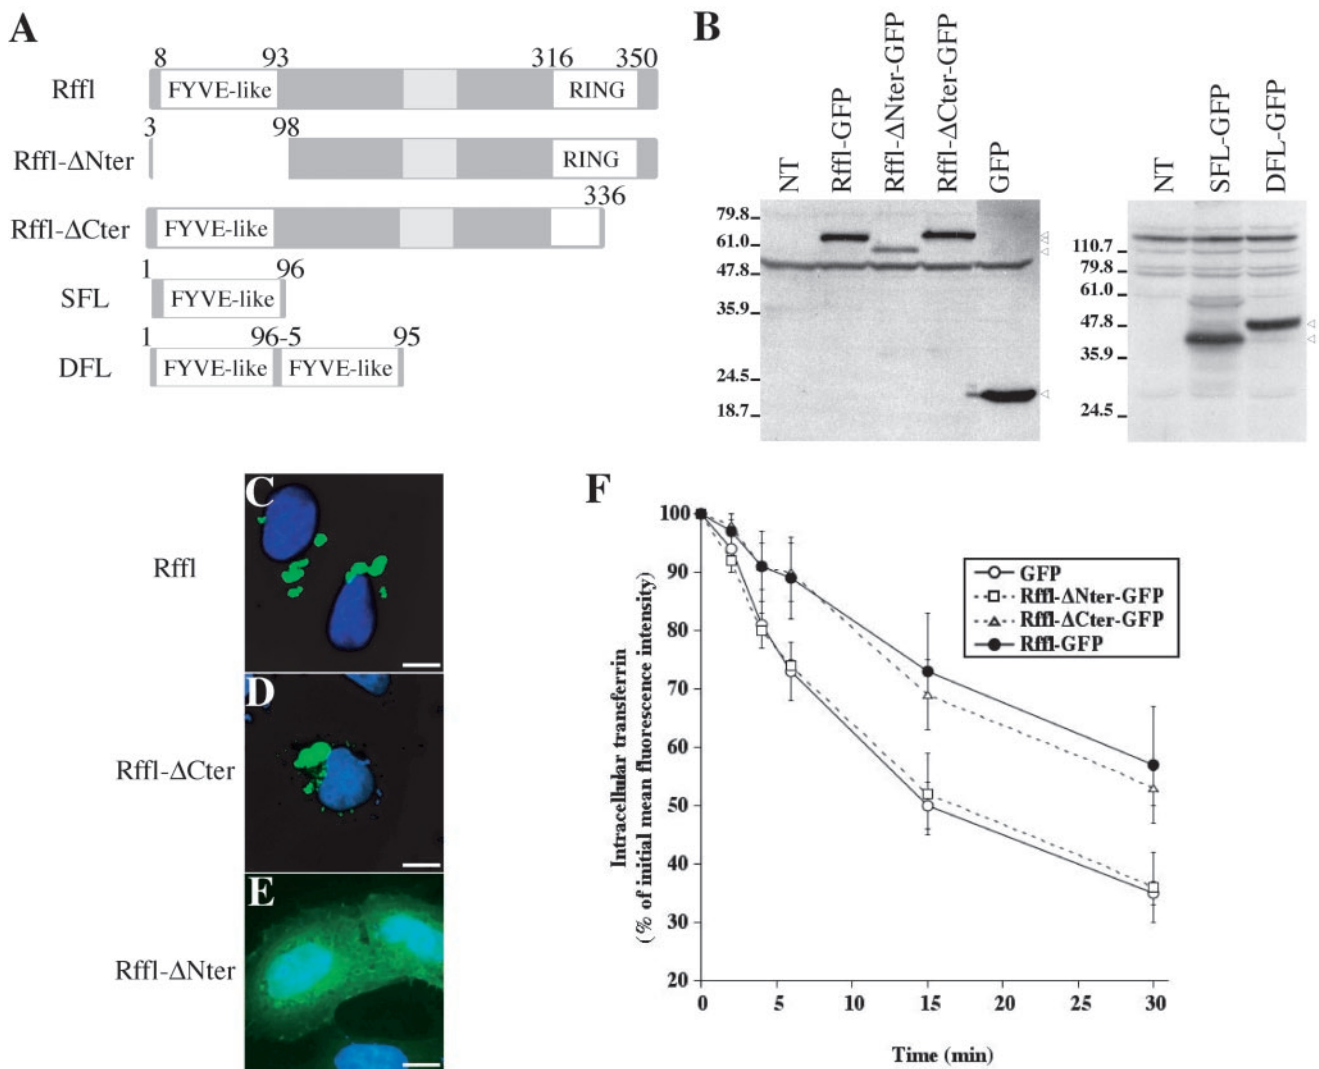 A
8 93 316 350
Rffl FYVE-like RING
3 98
Rffl-ΔNter RING
336
Rffl-ΔCter FYVE-like
1 96
SFL FYVE-like
1 96-5 95
DFL FYVE-like FYVE-like
B
NT Rffl-GFP Rffl-ΔNter-GFP Rffl-ΔCter-GFP GFP
79.8
61.0
47.8
35.9
24.5
18.7
NT SFL-GFP DFL-GFP
110.7
79.8
61.0
47.8
35.9
24.5
C
Rffl
D
Rffl-ΔCter
E
Rffl-ΔNter
F
Intracellular transferrin
(% of initial mean fluorescence intensity)
100
90
80
70
60
50
40
30
20
GFP
Rffl-ΔNter-GFP
Rffl-ΔCter-GFP
Rffl-GFP
0 5 10 15 20 25 30
Time (min)